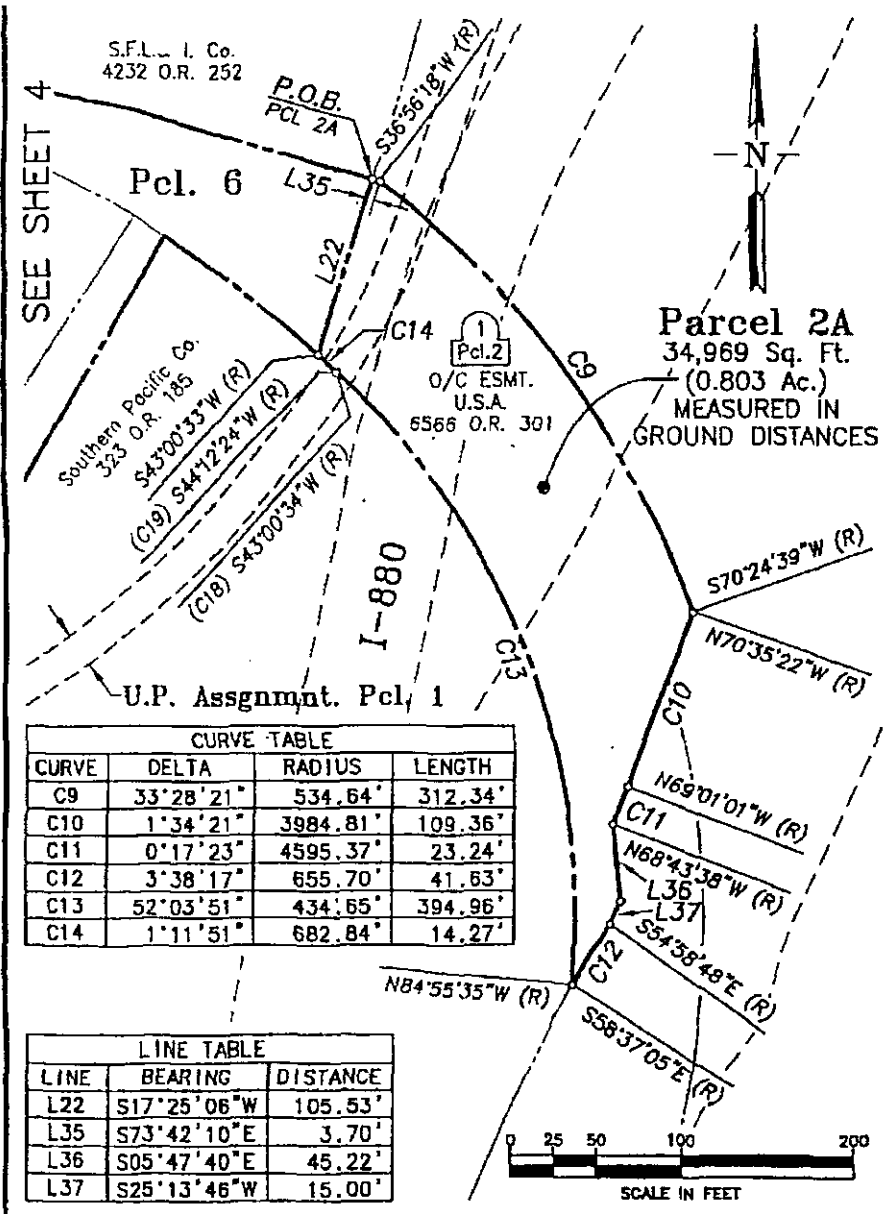 S.F.L... I. Co.
4232 O.R. 252
SEE SHEET 4
P.O.B.
PCL 2A
S36°56'18"W (R)
Pcl. 6
L35
L22
N
C14
1
Pcl.2
O/C ESMT.
U.S.A.
6566 O.R. 301
C9
Parcel 2A
34,969 Sq. Ft.
(0.803 Ac.)
MEASURED IN
GROUND DISTANCES
Southern Pacific Co.
323 O.R. 185
S43°00'33"W (R)
(C19) S44°12'24"W (R)
(C18) S43°00'34"W (R)
I-880
C13
S70°24'39"W (R)
N70°35'22"W (R)
C10
U.P. Assgnmnt. Pcl. 1
N69°01'01"W (R)
C11
N68°43'38"W (R)
L36
L37
S54°58'48"E (R)
C12
N84°55'35"W (R)
S58°37'05"E (R)
CURVE TABLE
CURVE DELTA RADIUS LENGTH
C9 33°28'21" 534.64' 312.34'
C10 1°34'21" 3984.81' 109.36'
C11 0°17'23" 4595.37' 23.24'
C12 3°38'17" 655.70' 41.63'
C13 52°03'51" 434.65' 394.96'
C14 1°11'51" 682.84' 14.27'
LINE TABLE
LINE BEARING DISTANCE
L22 S17°25'06"W 105.53'
L35 S73°42'10"E 3.70'
L36 S05°47'40"E 45.22'
L37 S25°13'46"W 15.00'
0 25 50 100 200
SCALE IN FEET